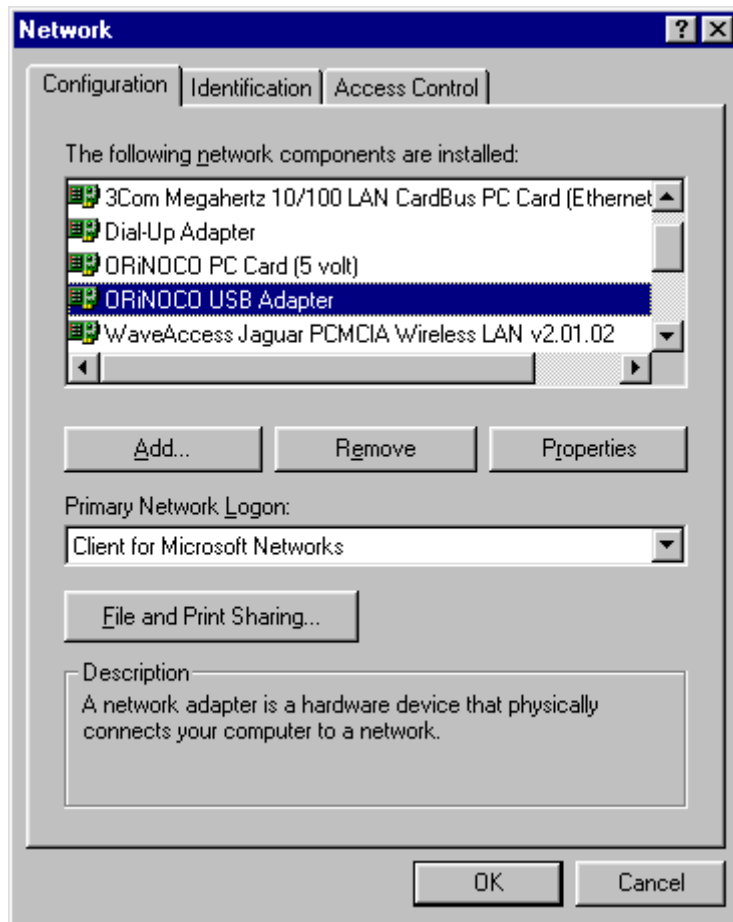 Network
Configuration Identification Access Control
The following network components are installed:
3Com Megahertz 10/100 LAN CardBus PC Card (Ethernet
Dial-Up Adapter
ORiNOCO PC Card (5 volt)
ORiNOCO USB Adapter
WaveAccess Jaguar PCMCIA Wireless LAN v2.01.02
Add... Remove Properties
Primary Network Logon:
Client for Microsoft Networks
File and Print Sharing...
Description
A network adapter is a hardware device that physically
connects your computer to a network.
OK Cancel